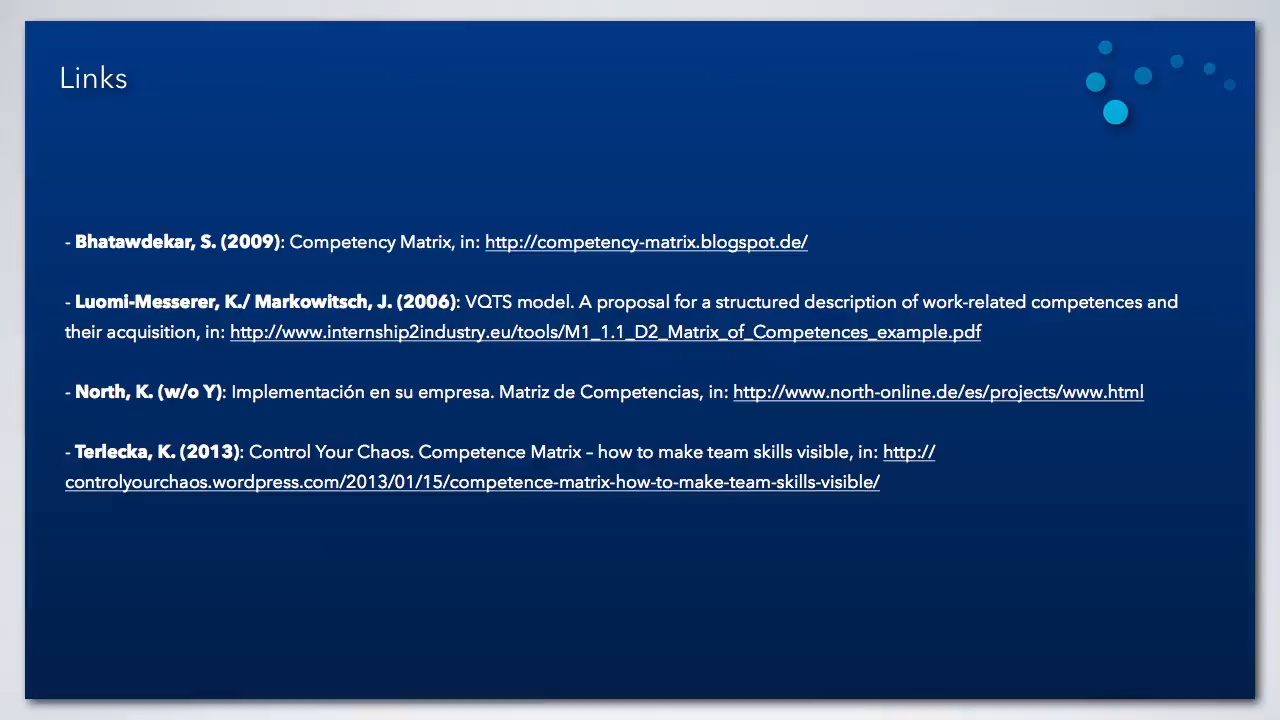 Links
- Bhatawdekar, S. (2009): Competency Matrix, in: http://competency-matrix.blogspot.de/
- Luomi-Messerer, K./ Markowitsch, J. (2006): VQTS model. A proposal for a structured description of work-related competences and
their acquisition, in: http://www.internship2industry.eu/tools/M1_1.1_D2_Matrix_of_Competences_example.pdf
- North, K. (w/o Y): Implementación en su empresa. Matriz de Competencias, in: http://www.north-online.de/es/projects/www.html
- Terlecka, K. (2013): Control Your Chaos. Competence Matrix – how to make team skills visible, in: http://
controlyourchaos.wordpress.com/2013/01/15/competence-matrix-how-to-make-team-skills-visible/